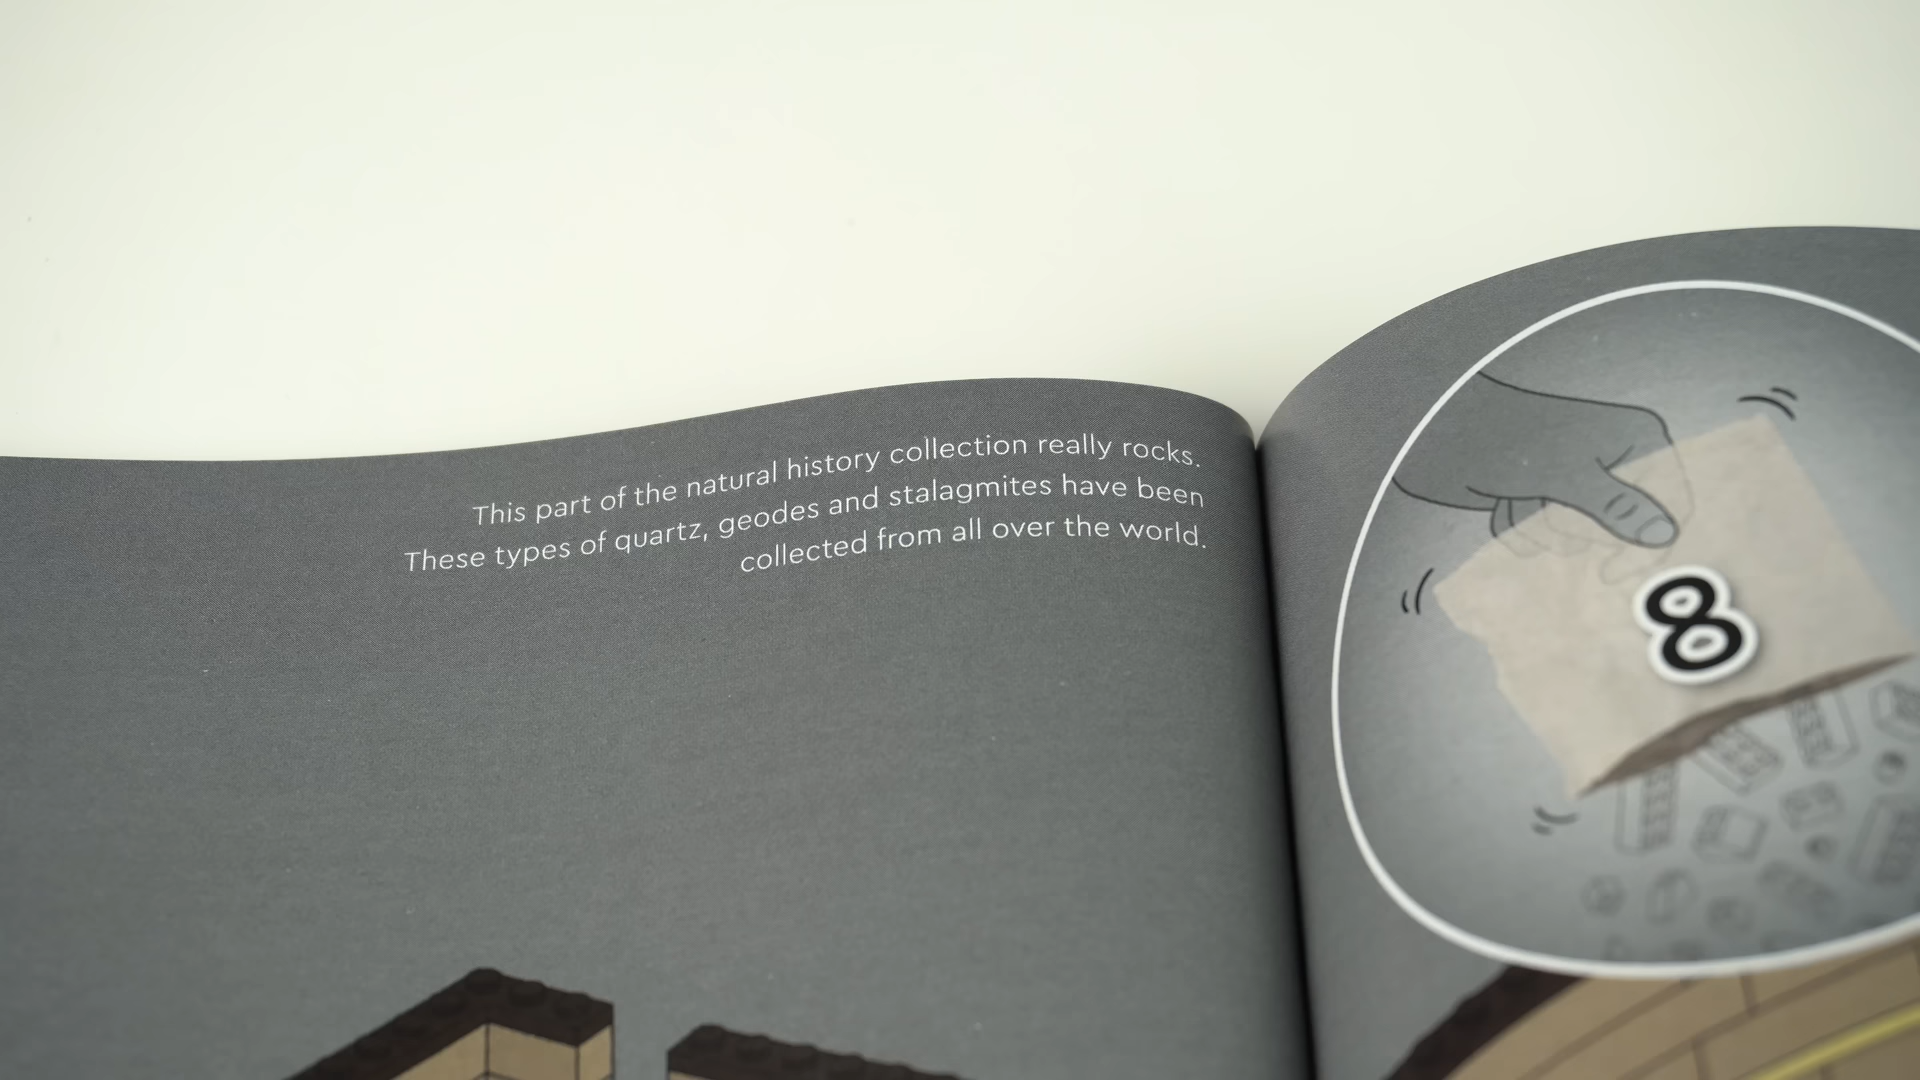 This part of the natural history collection really rocks.
These types of quartz, geodes and stalagmites have been
collected from all over the world.
8